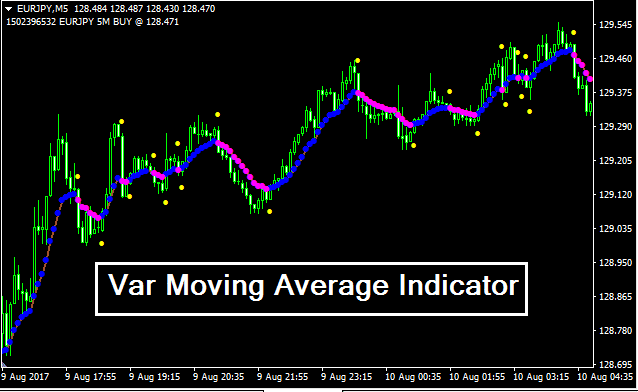 EURJPY,M5 128.484 128.487 128.430 128.470
1502396532 EURJPY 5M BUY @ 128.471
129.545
129.460
129.375
129.290
129.205
129.120
129.035
128.950
128.865
128.780
128.695
Var Moving Average Indicator
9 Aug 2017 9 Aug 17:55 9 Aug 19:15 9 Aug 20:35 9 Aug 21:55 9 Aug 23:15 10 Aug 00:35 10 Aug 01:55 10 Aug 03:15 10 Aug 04:35